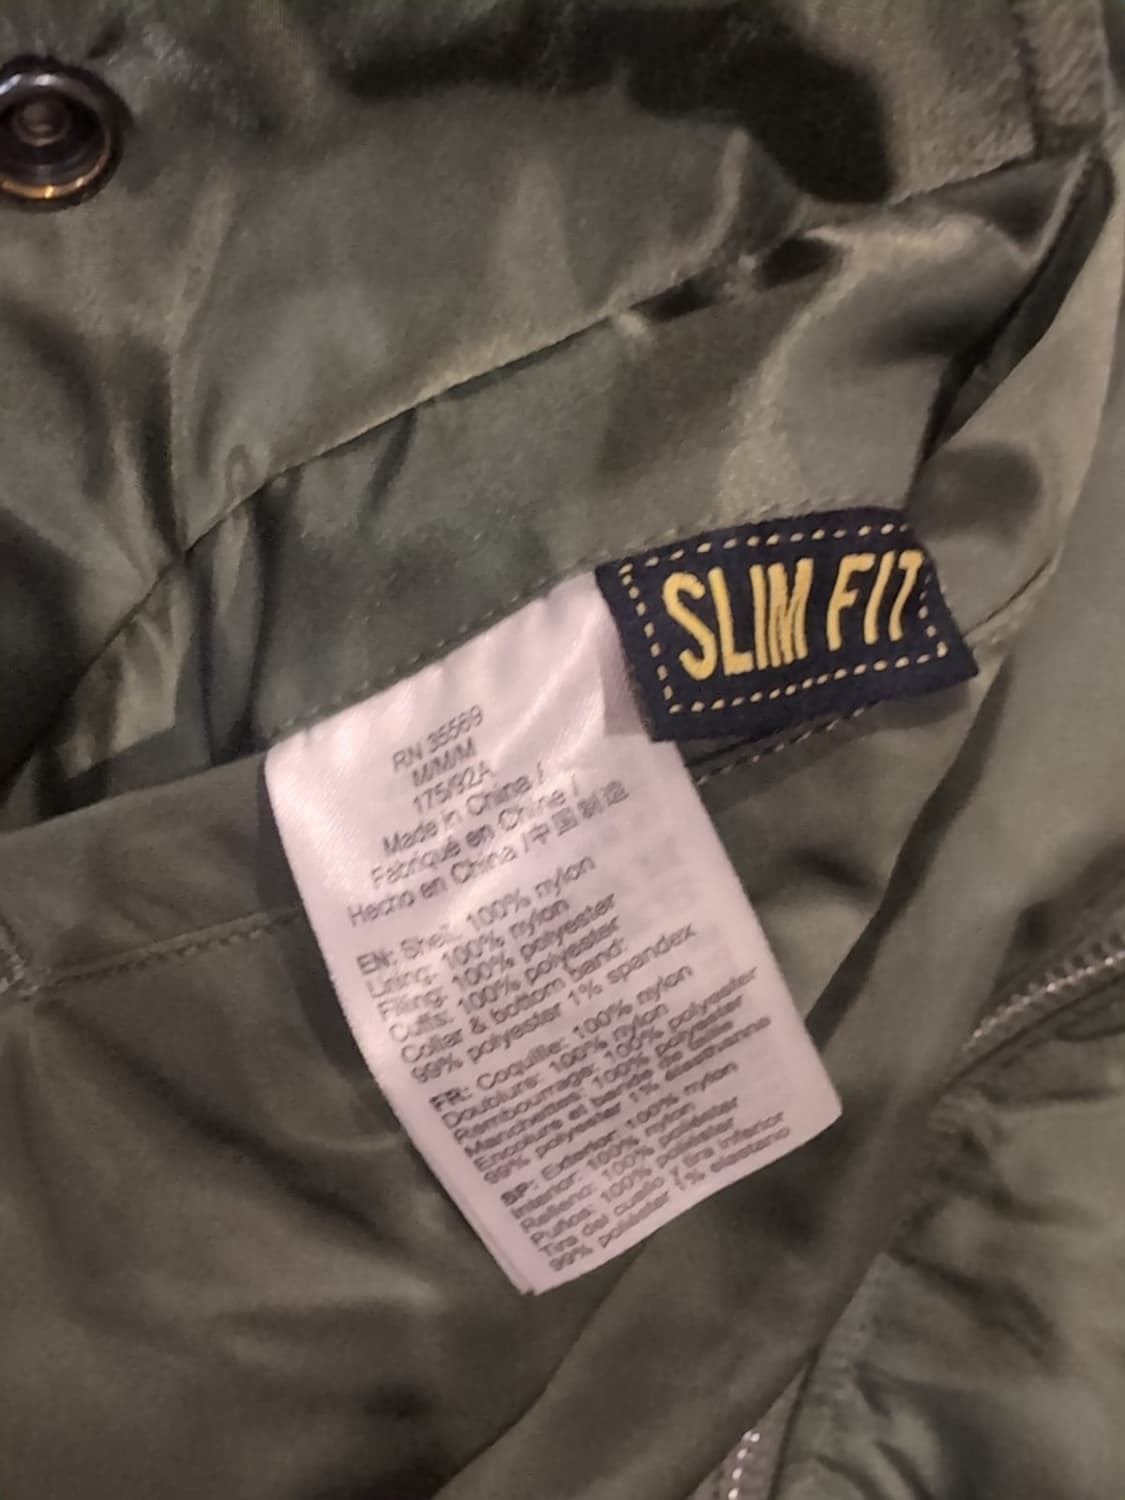 SLIM FIT
RN 35569
M/M/M
175/92A
Made in China /
Fabriqué en Chine /
Hecho en China / 中国制造
EN: Shell: 100% nylon
Lining: 100% nylon
Filling: 100% polyester
Cuffs: 100% polyester
Collar & bottom band:
99% polyester 1% spandex
FR: Coquille: 100% nylon
Doublure: 100% nylon
Rembourrage: 100% polyester
Manchettes: 100% polyester
Encolure et bande de taille
99% polyester 1% élasthanne
SP: Exterior: 100% nylon
Interior: 100% nylon
Relleno: 100% poliéster
Puños: 100% poliéster
Tira del cuello y tira inferior
99% poliéster 1% elastano